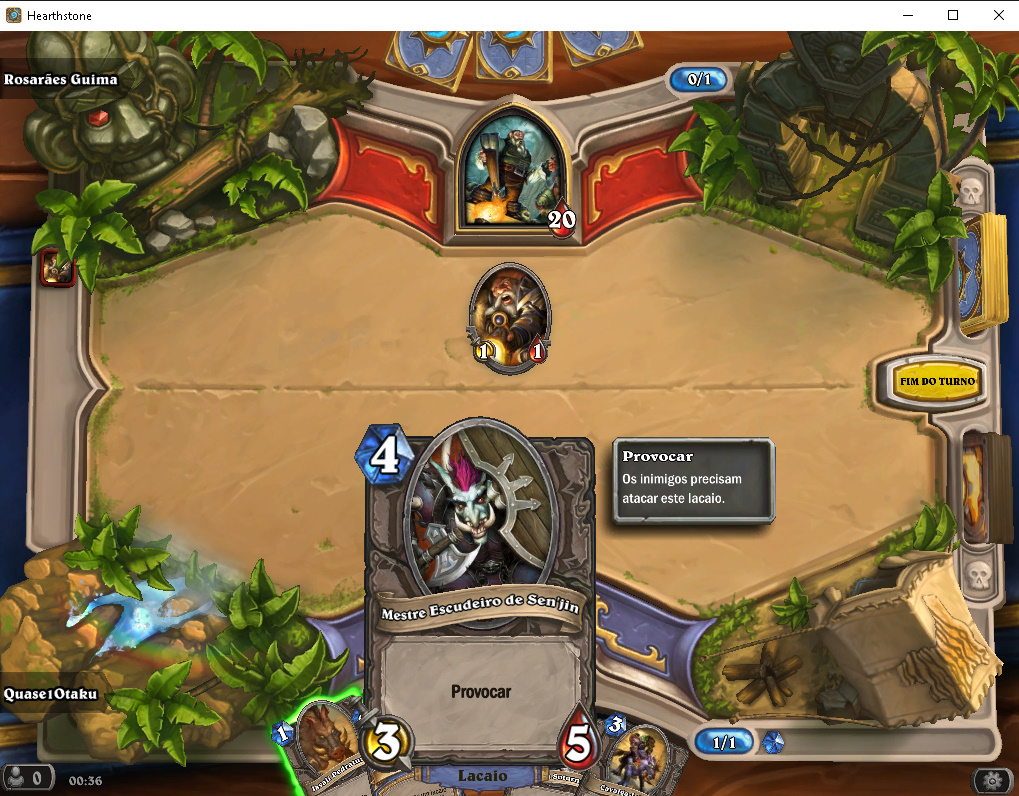 Hearthstone
Rosarães Guima
0/1
20
1 1
FIM DO TURNO
4
Provocar
Os inimigos precisam
atacar este lacaio.
Mestre Escudeiro de Sen'jin
Provocar
Quase1Otaku
1
3
5
3
1/1
Lacaio
0
00:36